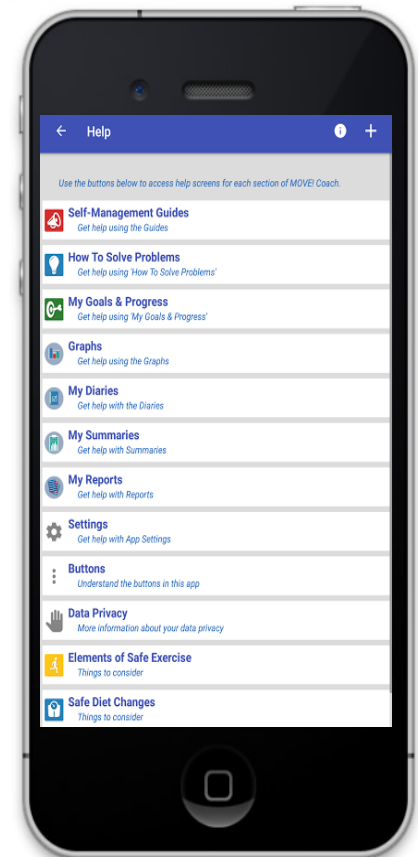 Help
Use the buttons below to access help screens for each section of MOVE! Coach.
Self-Management Guides
Get help using the Guides
How To Solve Problems
Get help using 'How To Solve Problems'
My Goals & Progress
Get help using 'My Goals & Progress'
Graphs
Get help using the Graphs
My Diaries
Get help with the Diaries
My Summaries
Get help with Summaries
My Reports
Get help with Reports
Settings
Get help with App Settings
Buttons
Understand the buttons in this app
Data Privacy
More information about your data privacy
Elements of Safe Exercise
Things to consider
Safe Diet Changes
Things to consider